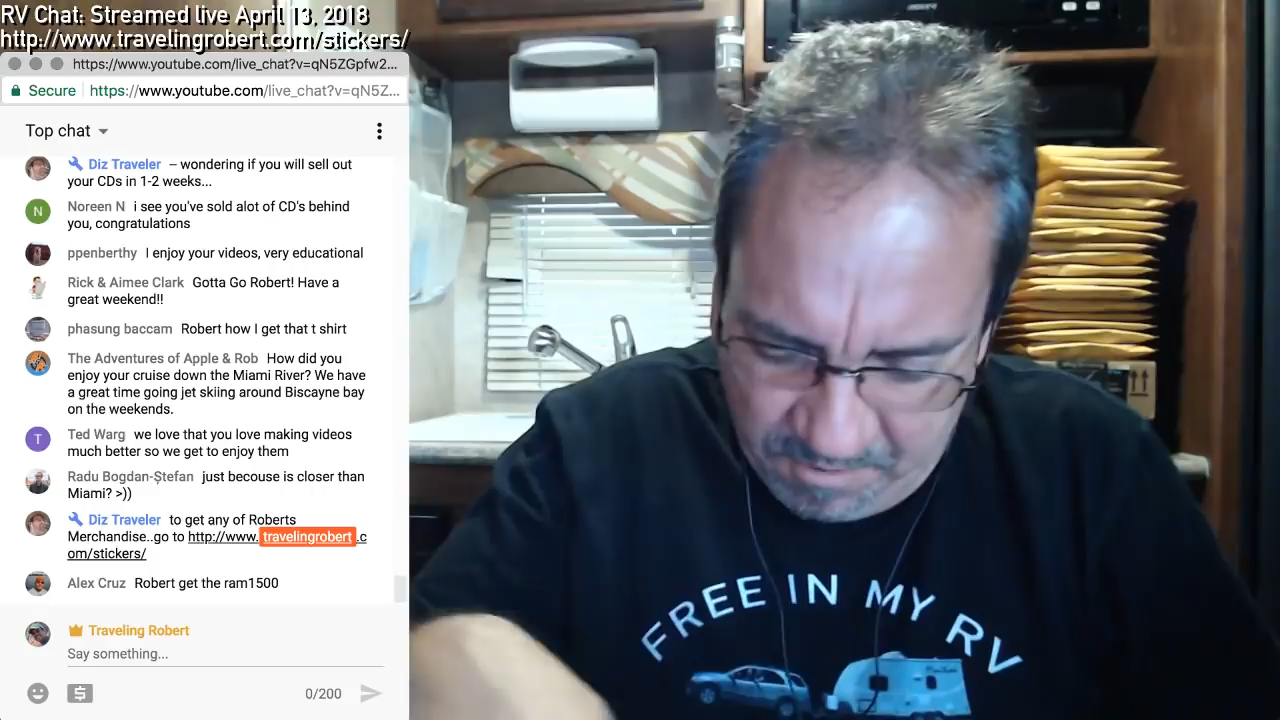 RV Chat: Streamed live April 13, 2018
http://www.travelingrobert.com/stickers/
https://www.youtube.com/live_chat?v=qN5ZGpfw2...
Secure https://www.youtube.com/live_chat?v=qN5Z...
Top chat
Diz Traveler -- wondering if you will sell out
your CDs in 1-2 weeks...
N Noreen N i see you've sold alot of CD's behind
you, congratulations
ppenberthy I enjoy your videos, very educational
Rick & Aimee Clark Gotta Go Robert! Have a
great weekend!!
phasung baccam Robert how I get that t shirt
The Adventures of Apple & Rob How did you
enjoy your cruise down the Miami River? We have
a great time going jet skiing around Biscayne bay
on the weekends.
T Ted Warg we love that you love making videos
much better so we get to enjoy them
Radu Bogdan-Ștefan just becouse is closer than
Miami? >))
Diz Traveler to get any of Roberts
Merchandise..go to http://www.travelingrobert.c
om/stickers/
Alex Cruz Robert get the ram1500
Traveling Robert
Say something...
0/200
FREE IN MY RV